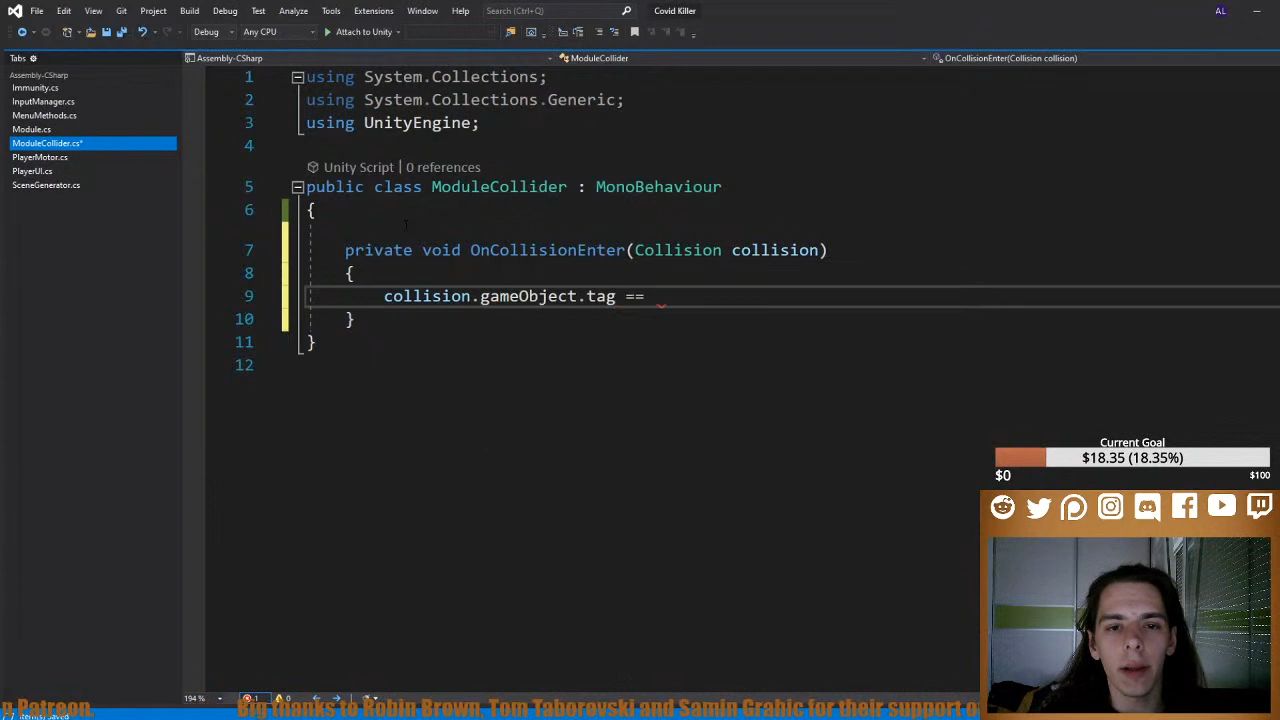 File Edit View Git Project Build Debug Test Analyze Tools Extensions Window Help Search (Ctrl+Q) Covid Killer AL
Debug Any CPU Attach to Unity
Tabs Assembly-CSharp ModuleCollider OnCollisionEnter(Collision collision)
Assembly-CSharp
Immunity.cs
InputManager.cs
MenuMethods.cs
Module.cs
ModuleCollider.cs*
PlayerMotor.cs
PlayerUI.cs
SceneGenerator.cs
1 using System.Collections;
2 using System.Collections.Generic;
3 using UnityEngine;
4
Unity Script | 0 references
5 public class ModuleCollider : MonoBehaviour
6 {
7 private void OnCollisionEnter(Collision collision)
8 {
9 collision.gameObject.tag ==
10 }
11 }
12
Current Goal
$18.35 (18.35%)
$0 $100
194 % 1 0
y Patreon. Big thanks to Robin Brown, Tom Taborovski and Samin Grahic for their support o